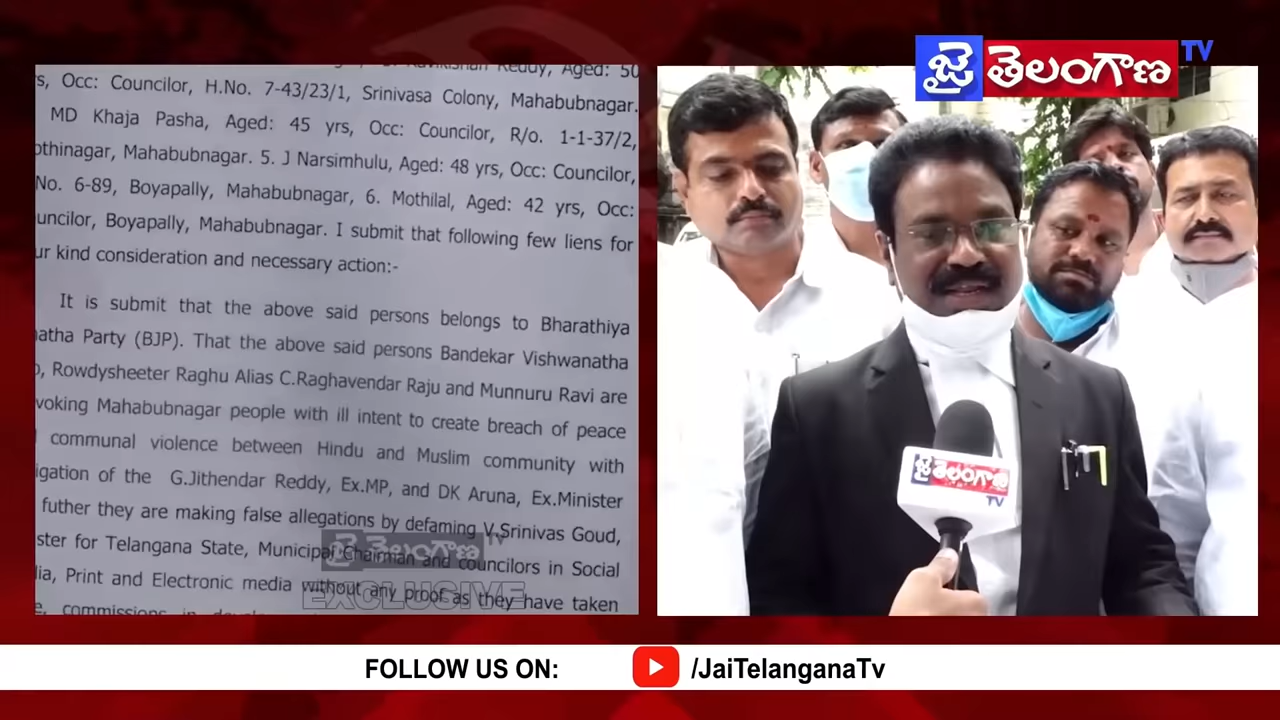 Reddy, Aged: 50
s, Occ: Councilor, H.No. 7-43/23/1, Srinivasa Colony, Mahabubnagar.
MD Khaja Pasha, Aged: 45 yrs, Occ: Councilor, R/o. 1-1-37/2,
othinagar, Mahabubnagar. 5. J Narsimhulu, Aged: 48 yrs, Occ: Councilor,
No. 6-89, Boyapally, Mahabubnagar, 6. Mothilal, Aged: 42 yrs, Occ:
uncilor, Boyapally, Mahabubnagar. I submit that following few liens for
ur kind consideration and necessary action:-
It is submit that the above said persons belongs to Bharathiya
atha Party (BJP). That the above said persons Bandekar Vishwanatha
o, Rowdysheeter Raghu Alias C.Raghavendar Raju and Munnuru Ravi are
voking Mahabubnagar people with ill intent to create breach of peace
communal violence between Hindu and Muslim community with
igation of the G.Jithendar Reddy, Ex.MP, and DK Aruna, Ex.Minister
futher they are making false allegations by defaming V.Srinivas Goud,
ster for Telangana State, Municipal Chairman and councilors in Social
lia, Print and Electronic media without any proof as they have taken
commissions in
జై తెలంగాణ TV
EXCLUSIVE
జై తెలంగాణ TV
జై తెలంగాణ TV
FOLLOW US ON: /JaiTelanganaTv